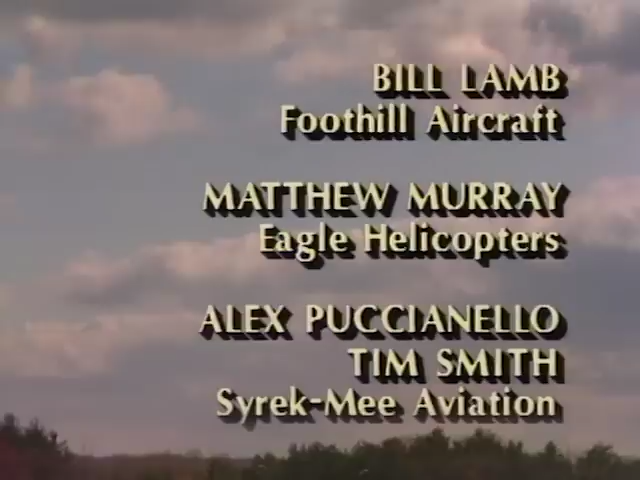 BILL LAMB
Foothill Aircraft
MATTHEW MURRAY
Eagle Helicopters
ALEX PUCCIANELLO
TIM SMITH
Syrek-Mee Aviation